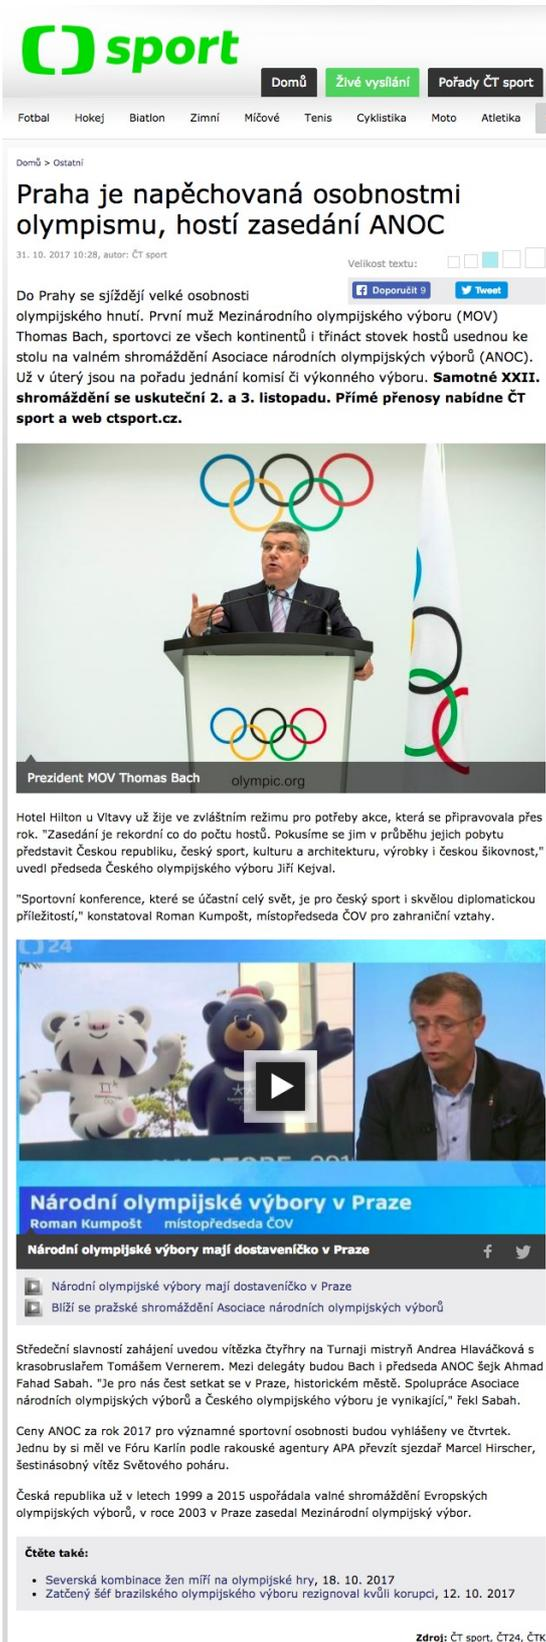 sport
Domů Živé vysílání Pořady ČT sport
Fotbal Hokej Biatlon Zimní Míčové Tenis Cyklistika Moto Atletika
Domů > Ostatní
Praha je napěchovaná osobnostmi
olympismu, hostí zasedání ANOC
31. 10. 2017 10:28, autor: ČT sport
Velikost textu:
Doporučit 9 Tweet
Do Prahy se sjíždějí velké osobnosti
olympijského hnutí. První muž Mezinárodního olympijského výboru (MOV)
Thomas Bach, sportovci ze všech kontinentů i třináct stovek hostů usednou ke
stolu na valném shromáždění Asociace národních olympijských výborů (ANOC).
Už v úterý jsou na pořadu jednání komisí či výkonného výboru. Samotné XXII.
shromáždění se uskuteční 2. a 3. listopadu. Přímé přenosy nabídne ČT
sport a web ctsport.cz.
Prezident MOV Thomas Bach
olympic.org
Hotel Hilton u Vltavy už žije ve zvláštním režimu pro potřeby akce, která se připravovala přes
rok. "Zasedání je rekordní co do počtu hostů. Pokusíme se jim v průběhu jejich pobytu
představit Českou republiku, český sport, kulturu a architekturu, výrobky i českou šikovnost,"
uvedl předseda Českého olympijského výboru Jiří Kejval.
"Sportovní konference, které se účastní celý svět, je pro český sport i skvělou diplomatickou
příležitostí," konstatoval Roman Kumpošt, místopředseda ČOV pro zahraniční vztahy.
24
Národní olympijské výbory v Praze
Roman Kumpošt místopředseda ČOV
Národní olympijské výbory mají dostaveníčko v Praze
Národní olympijské výbory mají dostaveníčko v Praze
Blíží se pražské shromáždění Asociace národních olympijských výborů
Středeční slavností zahájení uvedou vítězka čtyřhry na Turnaji mistryň Andrea Hlaváčková s
krasobruslařem Tomášem Vernerem. Mezi delegáty budou Bach i předseda ANOC šejk Ahmad
Fahad Sabah. "Je pro nás čest setkat se v Praze, historickém městě. Spolupráce Asociace
národních olympijských výborů a Českého olympijského výboru je vynikající," řekl Sabah.
Ceny ANOC za rok 2017 pro významné sportovní osobnosti budou vyhlášeny ve čtvrtek.
Jednu by si měl ve Fóru Karlín podle rakouské agentury APA převzít sjezdař Marcel Hirscher,
šestinásobný vítěz Světového poháru.
Česká republika už v letech 1999 a 2015 uspořádala valné shromáždění Evropských
olympijských výborů, v roce 2003 v Praze zasedal Mezinárodní olympijský výbor.
Čtěte také:
• Severská kombinace žen míří na olympijské hry, 18. 10. 2017
• Zatčený šéf brazilského olympijského výboru rezignoval kvůli korupci, 12. 10. 2017
Zdroj: ČT sport, ČT24, ČTK